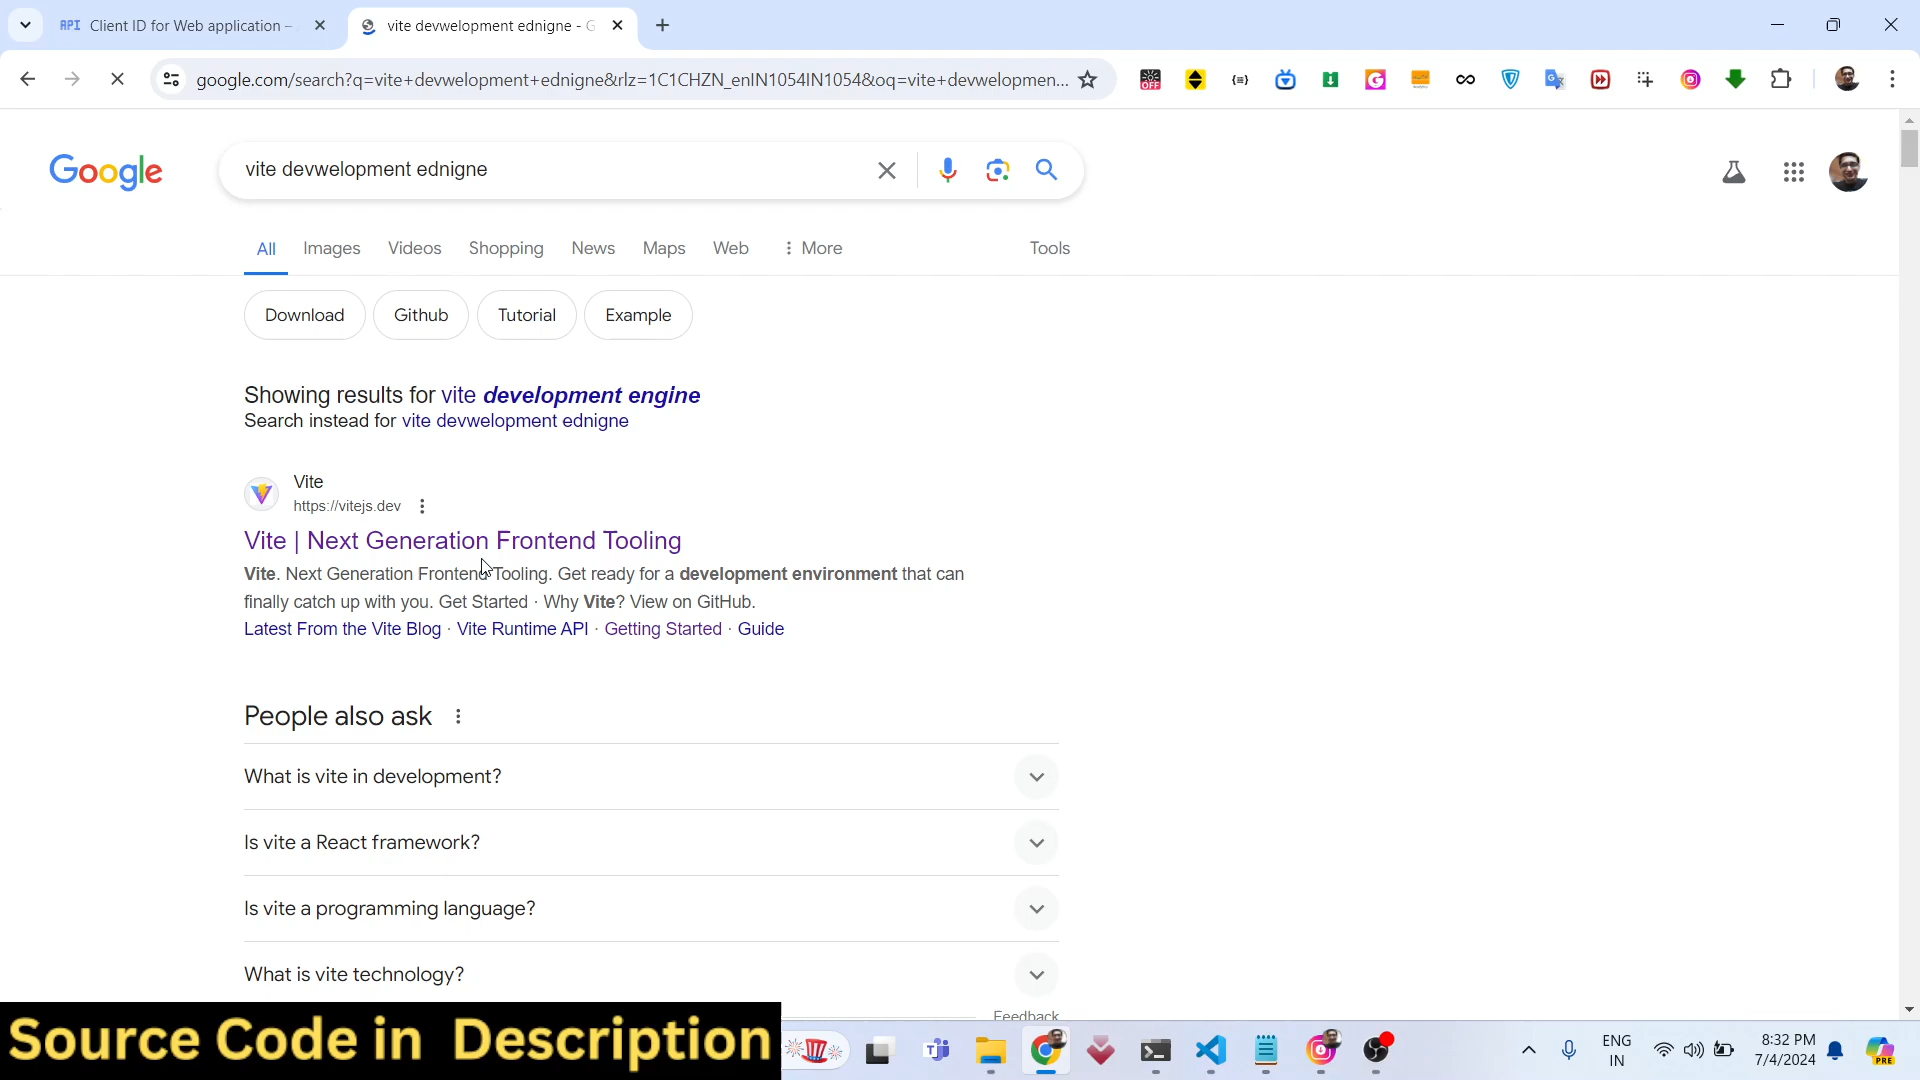 API Client ID for Web application –
vite devwelopment ednigne - G
google.com/search?q=vite+devwelopment+ednigne&rlz=1C1CHZN_enIN1054IN1054&oq=vite+devwelopmen...
OFF
Google
vite devwelopment ednigne
All
Images
Videos
Shopping
News
Maps
Web
More
Tools
Download
Github
Tutorial
Example
Showing results for vite development engine
Search instead for vite devwelopment ednigne
Vite
https://vitejs.dev
Vite | Next Generation Frontend Tooling
Vite. Next Generation Frontend Tooling. Get ready for a development environment that can
finally catch up with you. Get Started · Why Vite? View on GitHub.
Latest From the Vite Blog · Vite Runtime API · Getting Started · Guide
People also ask
What is vite in development?
Is vite a React framework?
Is vite a programming language?
What is vite technology?
Feedback
Source Code in Description
ENG
IN
8:32 PM
7/4/2024
PRE